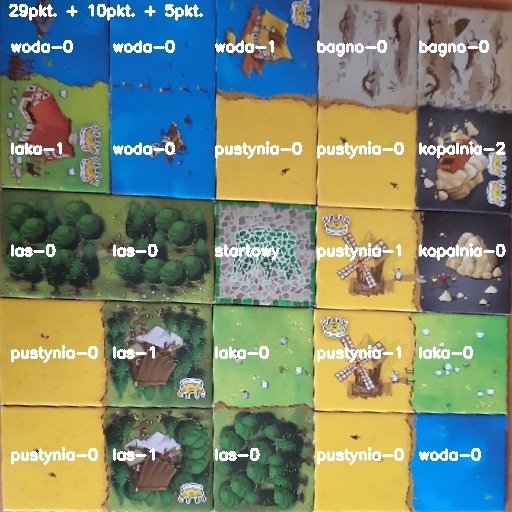 29pkt. + 10pkt. + 5pkt.
woda-0 woda-0 woda-1 bagno-0 bagno-0
laka-1 woda-0 pustynia-0 pustynia-0 kopalnia-2
las-0 las-0 startowy pustynia-1 kopalnia-0
pustynia-0 las-1 laka-0 pustynia-1 laka-0
pustynia-0 las-1 las-0 pustynia-0 woda-0